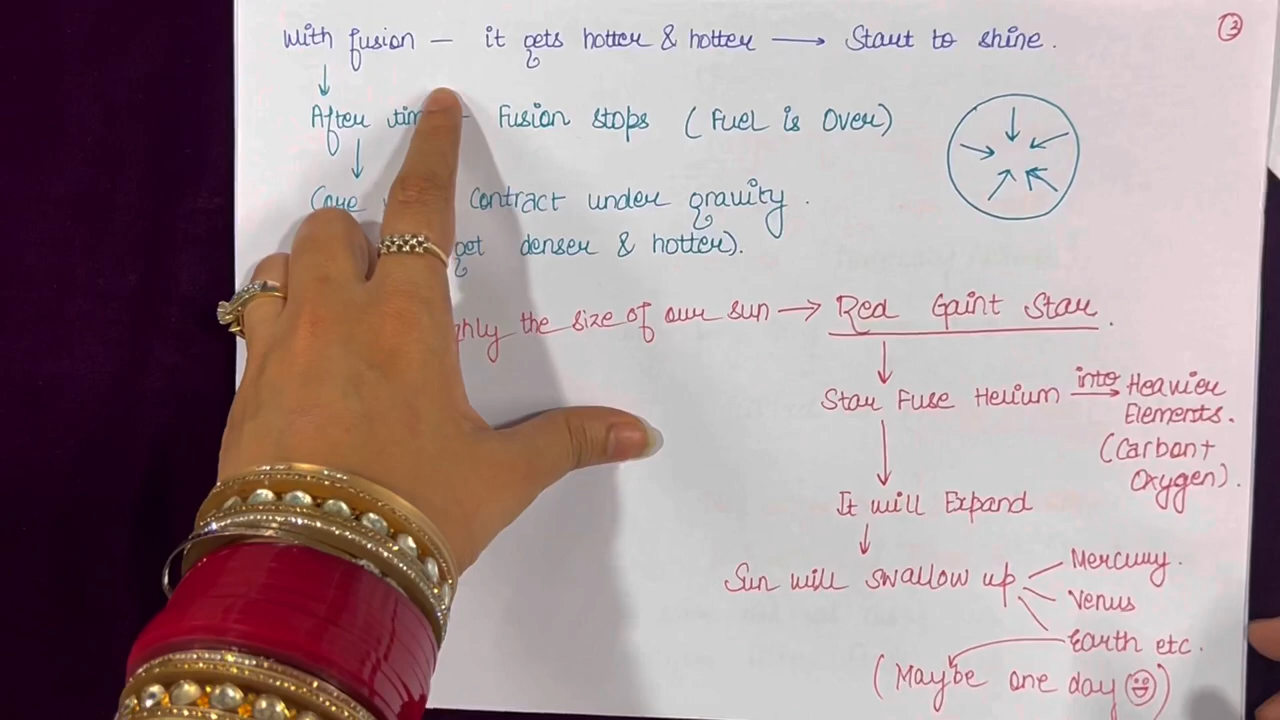 ③
With fusion — it gets hotter & hotter ⟶ Start to shine.
↓
After tim — Fusion stops (Fuel is Over)
↓
Core contract under gravity.
get denser & hotter).
ghly the size of our sun → Red Gaint Star.
↓
Star Fuse Helium into → Heavier
Elements.
(Carbon +
Oxygen).
↓
It will Expand
↓
Sun will swallow up Mercury.
Venus
Earth etc.
(Maybe one day 😃)